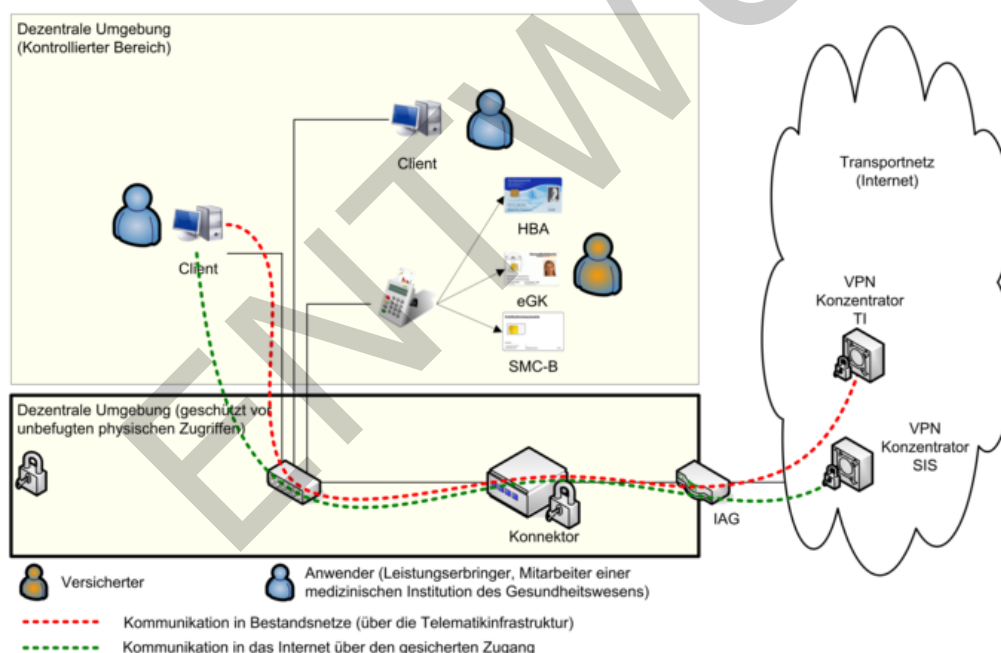 Dezentrale Umgebung
(Kontrollierter Bereich)
Client
Client
HBA
eGK
SMC-B
Transportnetz
(Internet)
VPN
Konzentrator
TI
VPN
Konzentrator
SIS
Dezentrale Umgebung (geschützt vor
unbefugten physischen Zugriffen)
Konnektor
IAG
Versicherter
Anwender (Leistungserbringer, Mitarbeiter einer
medizinischen Institution des Gesundheitswesens)
Kommunikation in Bestandsnetze (über die Telematikinfrastruktur)
Kommunikation in das Internet über den gesicherten Zugang
ENTW